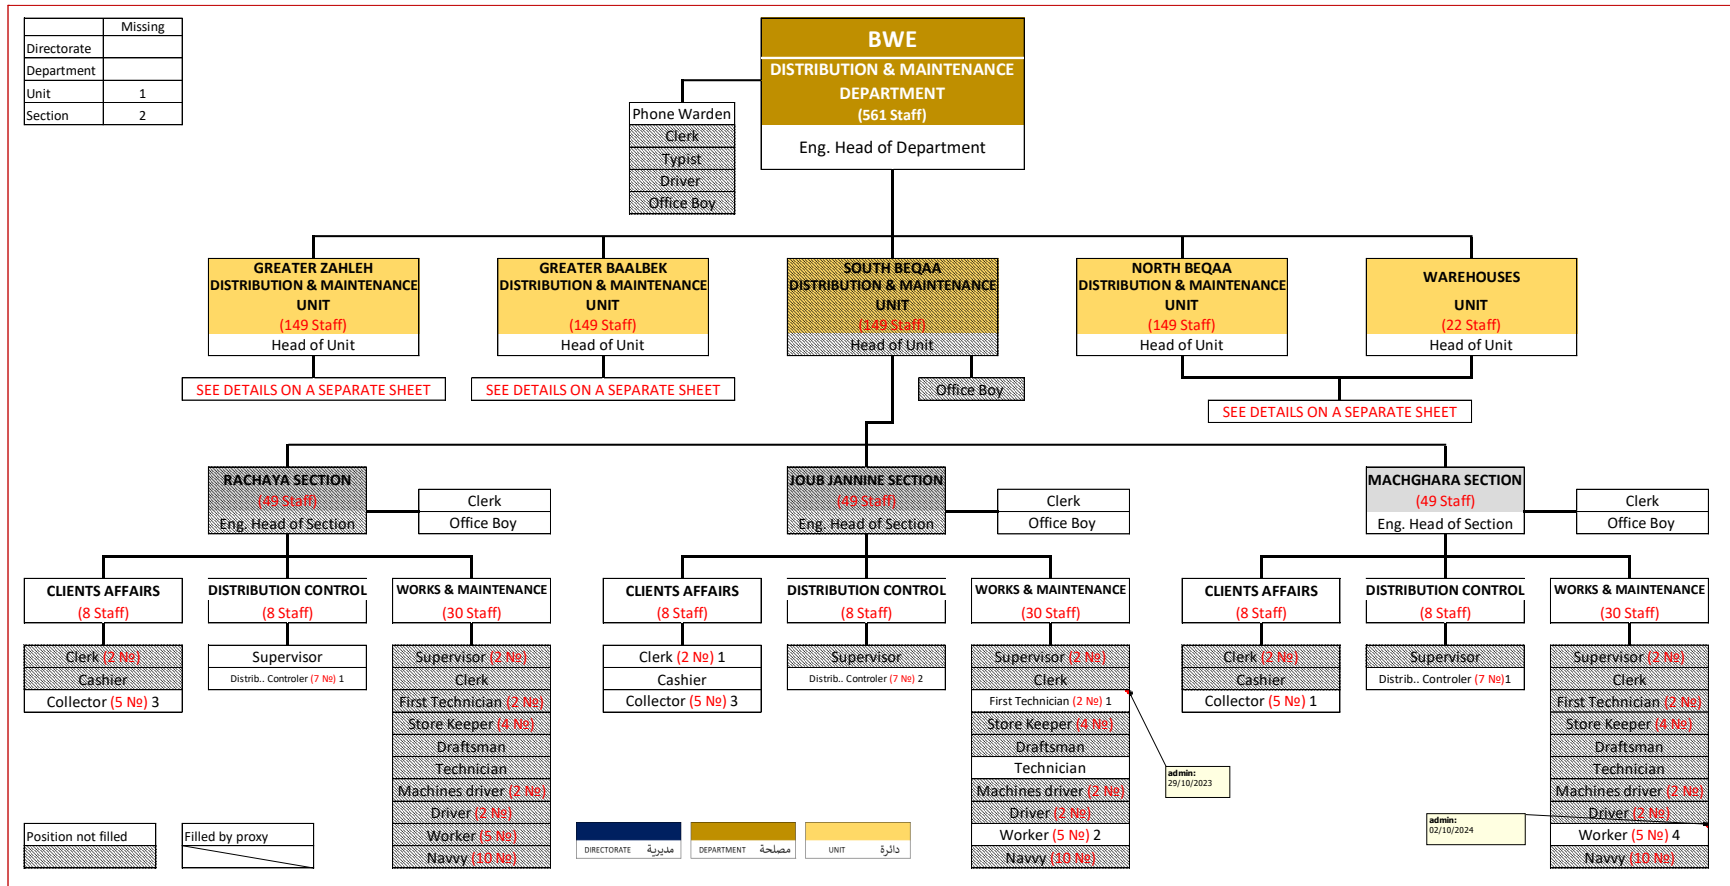 Missing
Directorate
Department
Unit 1
Section 2
BWE
DISTRIBUTION & MAINTENANCE
DEPARTMENT
(561 Staff)
Eng. Head of Department
Phone Warden
Clerk
Typist
Driver
Office Boy
GREATER ZAHLEH
DISTRIBUTION & MAINTENANCE
UNIT
(149 Staff)
Head of Unit
SEE DETAILS ON A SEPARATE SHEET
GREATER BAALBEK
DISTRIBUTION & MAINTENANCE
UNIT
(149 Staff)
Head of Unit
SEE DETAILS ON A SEPARATE SHEET
SOUTH BEQAA
DISTRIBUTION & MAINTENANCE
UNIT
(149 Staff)
Head of Unit
Office Boy
NORTH BEQAA
DISTRIBUTION & MAINTENANCE
UNIT
(149 Staff)
Head of Unit
WAREHOUSES
UNIT
(22 Staff)
Head of Unit
SEE DETAILS ON A SEPARATE SHEET
RACHAYA SECTION
(49 Staff)
Eng. Head of Section
Clerk
Office Boy
JOUB JANNINE SECTION
(49 Staff)
Eng. Head of Section
Clerk
Office Boy
MACHGHARA SECTION
(49 Staff)
Eng. Head of Section
Clerk
Office Boy
CLIENTS AFFAIRS
(8 Staff)
Clerk (2 №)
Cashier
Collector (5 №) 3
DISTRIBUTION CONTROL
(8 Staff)
Supervisor
Distrib.. Controler (7 №) 1
WORKS & MAINTENANCE
(30 Staff)
Supervisor (2 №)
Clerk
First Technician (2 №)
Store Keeper (4 №)
Draftsman
Technician
Machines driver (2 №)
Driver (2 №)
Worker (5 №)
Navvy (10 №)
CLIENTS AFFAIRS
(8 Staff)
Clerk (2 №) 1
Cashier
Collector (5 №) 3
DISTRIBUTION CONTROL
(8 Staff)
Supervisor
Distrib.. Controler (7 №) 2
WORKS & MAINTENANCE
(30 Staff)
Supervisor (2 №)
Clerk
First Technician (2 №) 1
Store Keeper (4 №)
Draftsman
Technician
Machines driver (2 №)
Driver (2 №)
Worker (5 №) 2
Navvy (10 №)
admin:
29/10/2023
CLIENTS AFFAIRS
(8 Staff)
Clerk (2 №)
Cashier
Collector (5 №) 1
DISTRIBUTION CONTROL
(8 Staff)
Supervisor
Distrib.. Controler (7 №)1
WORKS & MAINTENANCE
(30 Staff)
Supervisor (2 №)
Clerk
First Technician (2 №)
Store Keeper (4 №)
Draftsman
Technician
Machines driver (2 №)
Driver (2 №)
Worker (5 №) 4
Navvy (10 №)
admin:
02/10/2024
Position not filled
Filled by proxy
DIRECTORATE مديرية
DEPARTMENT مصلحة
UNIT دائرة